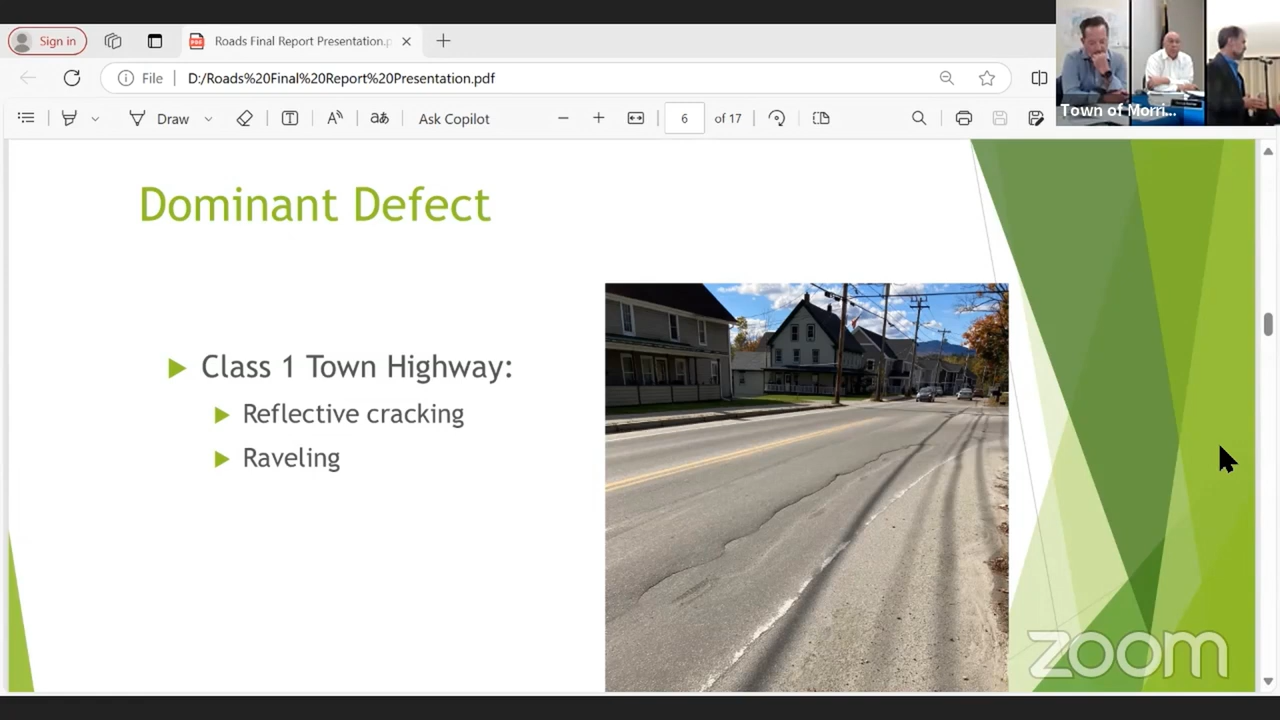 Sign in
Roads Final Report Presentation.p
File
D:/Roads%20Final%20Report%20Presentation.pdf
Draw
Ask Copilot
6 of 17
Town of Morri...
Dominant Defect
Class 1 Town Highway:
Reflective cracking
Raveling
zoom